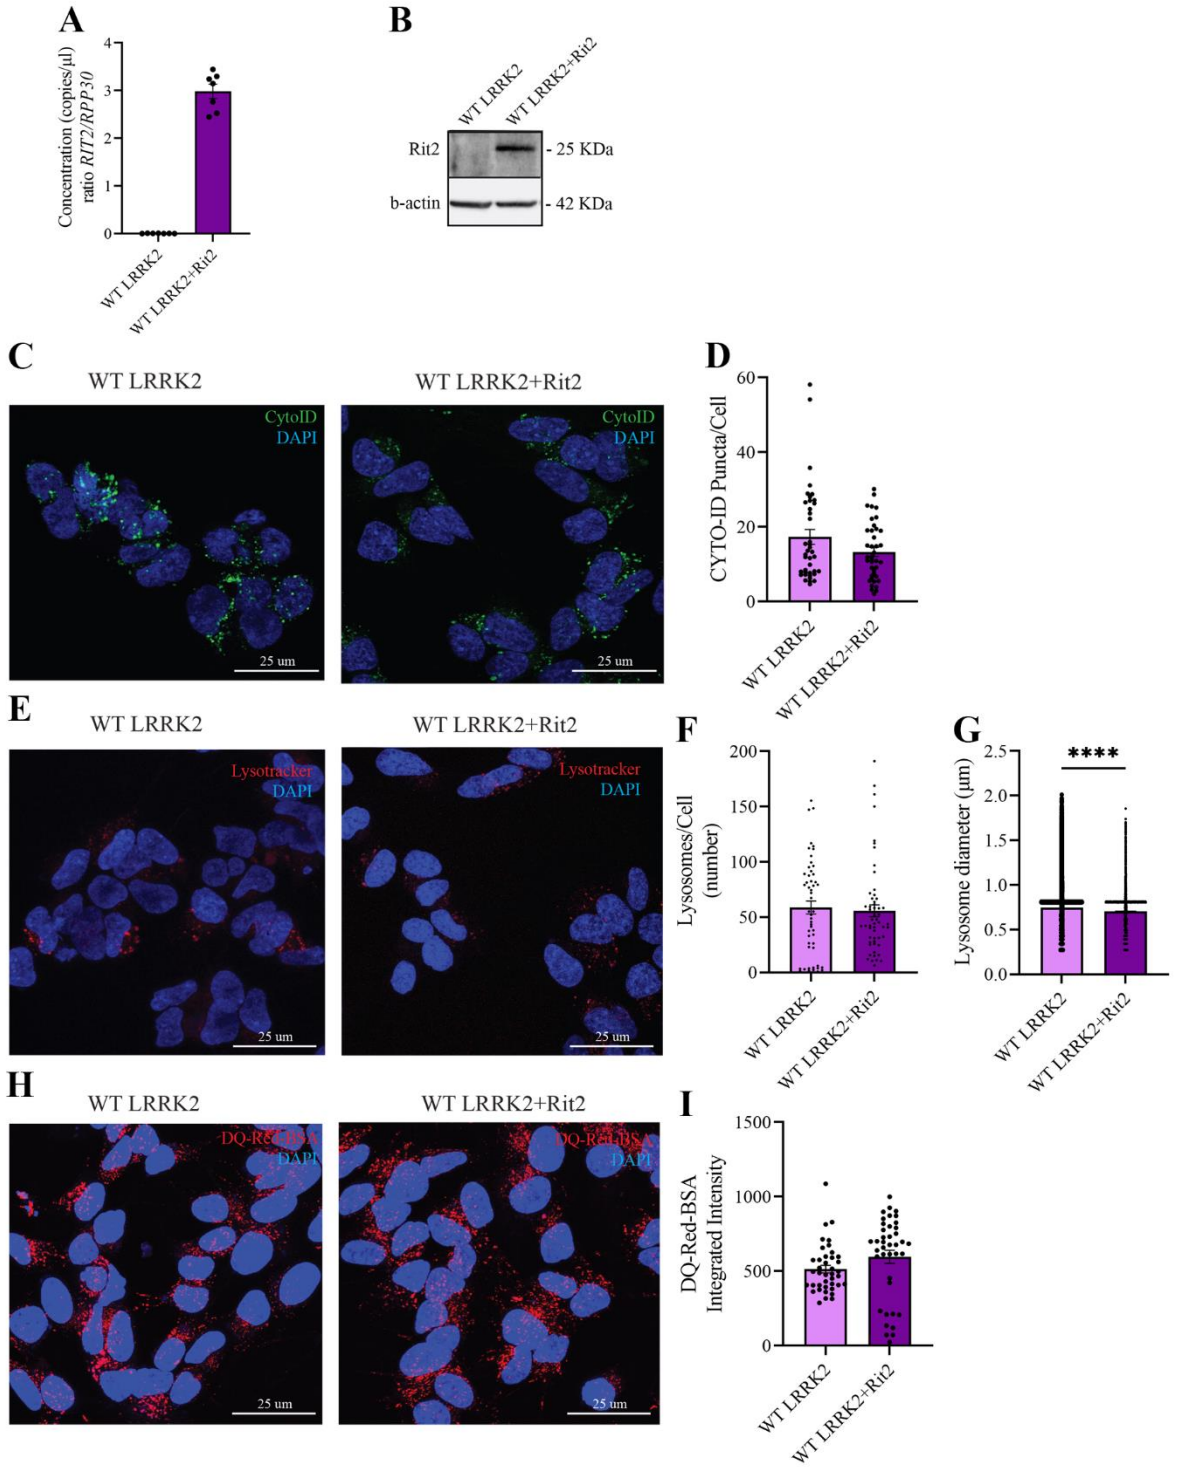 A
Concentration (copies/µl)
ratio RIT2/RPP30
4
3
2
1
0
WT LRRK2
WT LRRK2+Rit2
B
WT LRRK2
WT LRRK2+Rit2
Rit2
- 25 KDa
b-actin
- 42 KDa
C
WT LRRK2
CytoID
DAPI
25 um
WT LRRK2+Rit2
CytoID
DAPI
25 um
D
CYTO-ID Puncta/Cell
60
40
20
0
WT LRRK2
WT LRRK2+Rit2
E
WT LRRK2
Lysotracker
DAPI
25 um
WT LRRK2+Rit2
Lysotracker
DAPI
25 um
F
Lysosomes/Cell
(number)
200
150
100
50
0
WT LRRK2
WT LRRK2+Rit2
G
Lysosome diameter (µm)
2.5
2.0
1.5
1.0
0.5
0.0
****
WT LRRK2
WT LRRK2+Rit2
H
WT LRRK2
DQ-Red-BSA
DAPI
25 um
WT LRRK2+Rit2
DQ-Red-BSA
DAPI
25 um
I
DQ-Red-BSA
Integrated Intensity
1500
1000
500
0
WT LRRK2
WT LRRK2+Rit2